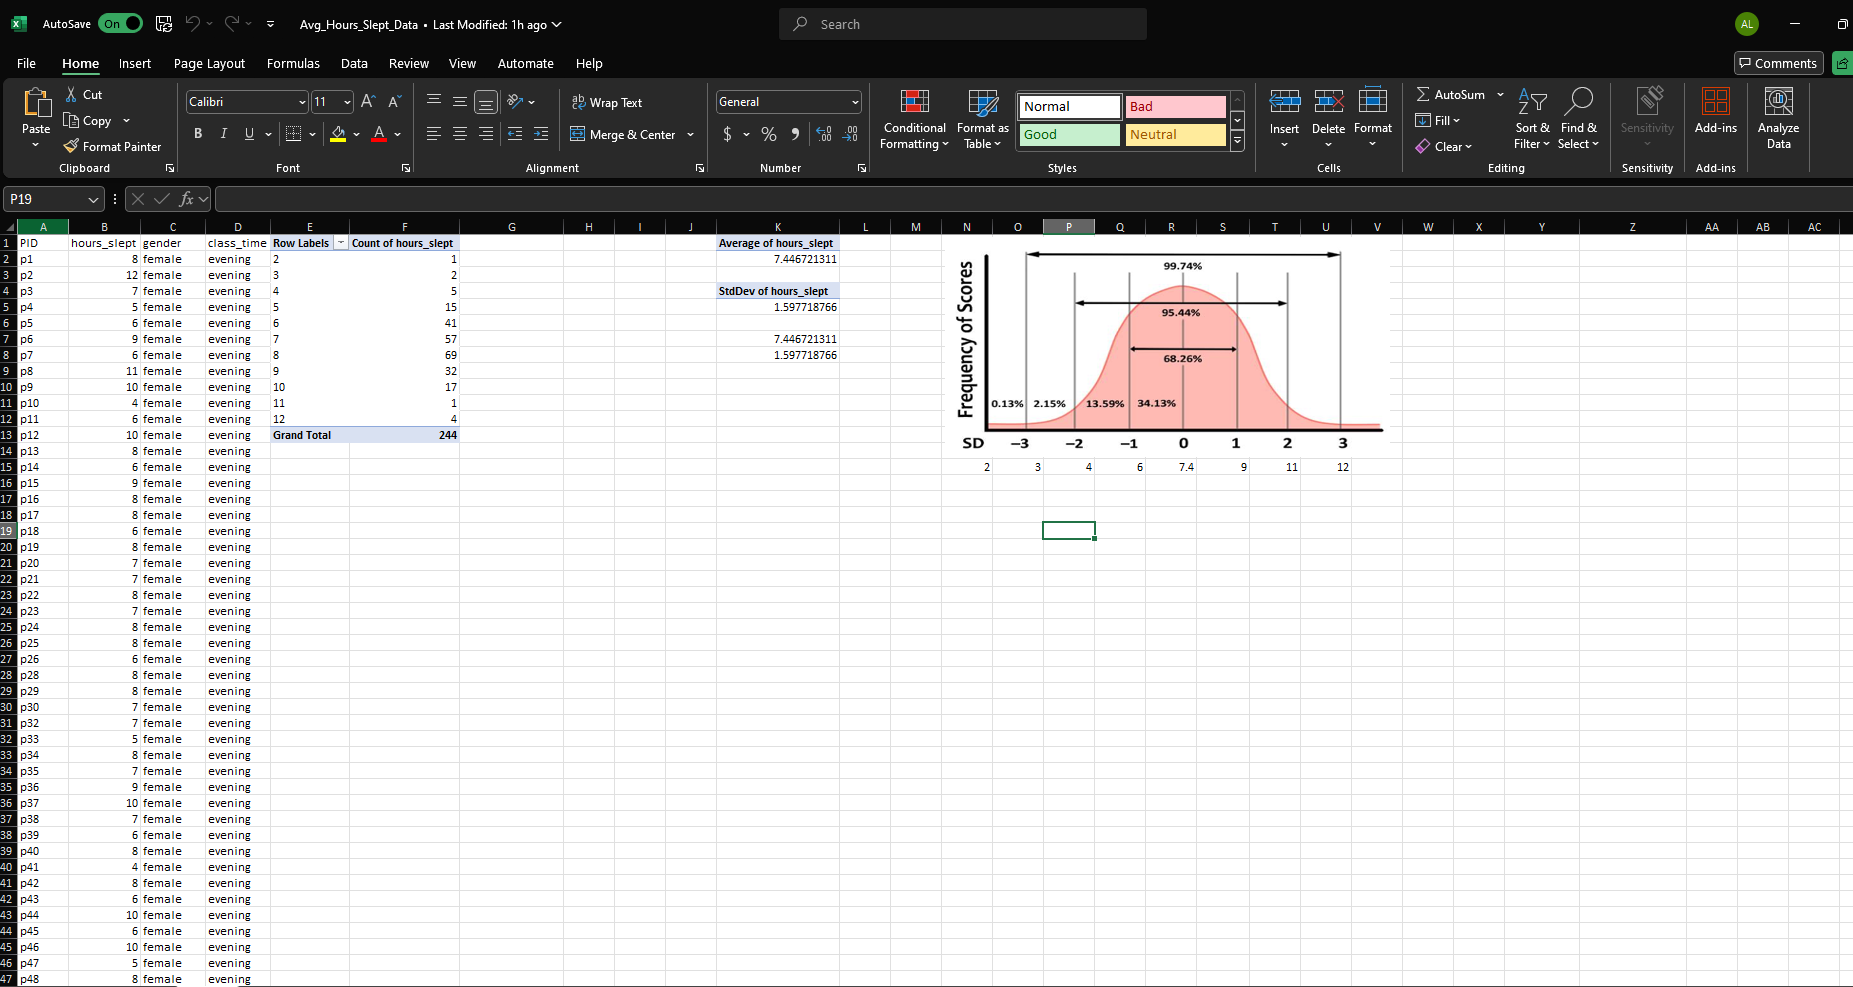 AutoSave On Avg_Hours_Slept_Data • Last Modified: 1h ago Search AL
File Home Insert Page Layout Formulas Data Review View Automate Help Comments
Paste Cut Copy Format Painter Clipboard
Calibri 11 B I U A Font
Wrap Text Merge & Center Alignment
General $ % Number
Conditional Formatting Format as Table Normal Bad Good Neutral Styles
Insert Delete Format Cells
AutoSum Fill Clear Sort & Filter Find & Select Editing
Sensitivity Sensitivity Add-ins Add-ins Analyze Data
P19 fx
A B C D E F G H I J K L M N O P Q R S T U V W X Y Z AA AB AC
1 PID hours_slept gender class_time Row Labels Count of hours_slept Average of hours_slept
2 p1 8 female evening 2 1 7.446721311
3 p2 12 female evening 3 2
4 p3 7 female evening 4 5 StdDev of hours_slept
5 p4 5 female evening 5 15 1.597718766
6 p5 6 female evening 6 41
7 p6 9 female evening 7 57 7.446721311
8 p7 6 female evening 8 69 1.597718766
9 p8 11 female evening 9 32
10 p9 10 female evening 10 17
11 p10 4 female evening 11 1
12 p11 6 female evening 12 4
13 p12 10 female evening Grand Total 244
Frequency of Scores
99.74%
95.44%
68.26%
0.13% 2.15% 13.59% 34.13%
SD −3 −2 −1 0 1 2 3
14 p13 8 female evening
15 p14 6 female evening 2 3 4 6 7.4 9 11 12
16 p15 9 female evening
17 p16 8 female evening
18 p17 8 female evening
19 p18 6 female evening
20 p19 8 female evening
21 p20 7 female evening
22 p21 7 female evening
23 p22 8 female evening
24 p23 7 female evening
25 p24 8 female evening
26 p25 8 female evening
27 p26 6 female evening
28 p28 8 female evening
29 p29 8 female evening
30 p30 7 female evening
31 p32 7 female evening
32 p33 5 female evening
33 p34 8 female evening
34 p35 7 female evening
35 p36 9 female evening
36 p37 10 female evening
37 p38 7 female evening
38 p39 6 female evening
39 p40 8 female evening
40 p41 4 female evening
41 p42 8 female evening
42 p43 6 female evening
43 p44 10 female evening
44 p45 6 female evening
45 p46 10 female evening
46 p47 5 female evening
47 p48 8 female evening